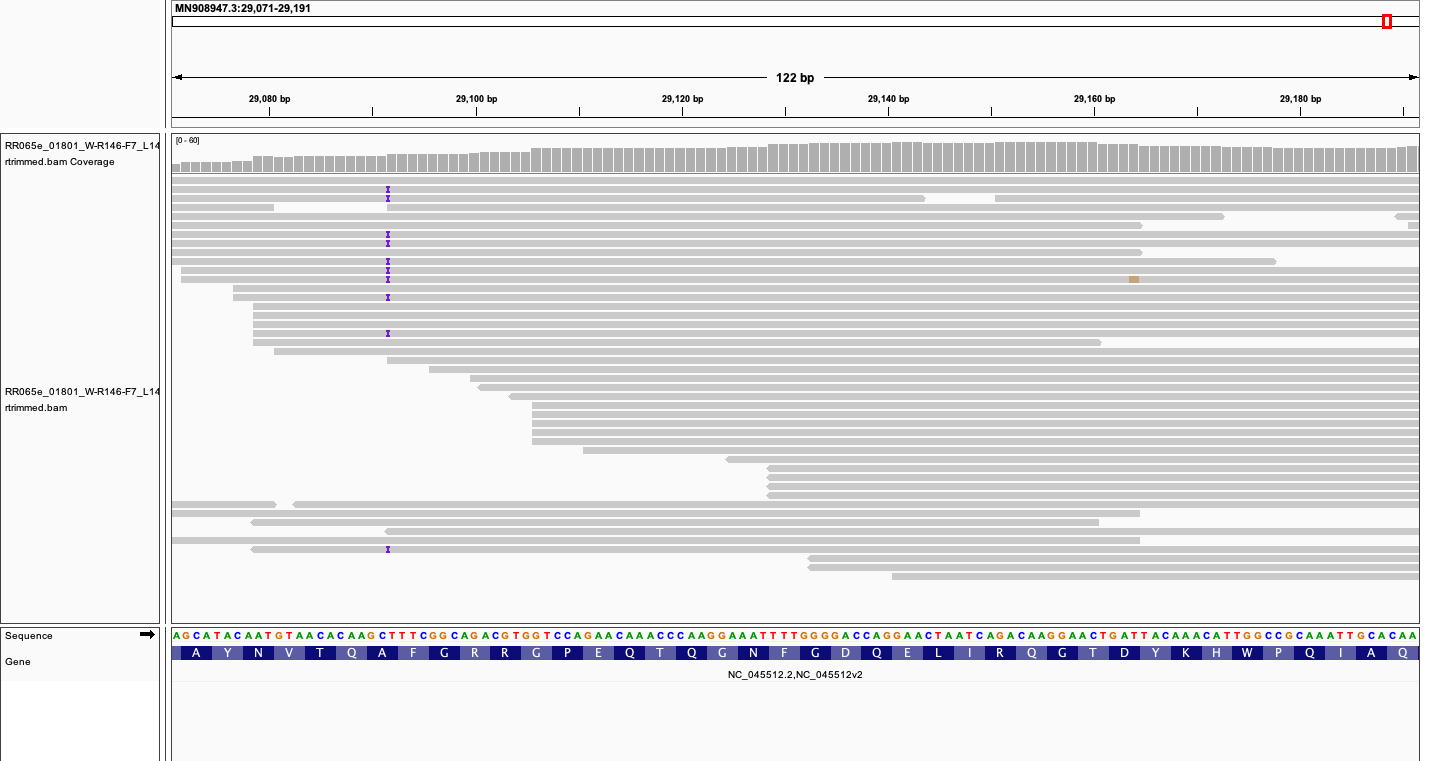 MN908947.3:29,071-29,191
122 bp
29,080 bp 29,100 bp 29,120 bp 29,140 bp 29,160 bp 29,180 bp
RR065e_01801_W-R146-F7_L14
rtrimmed.bam Coverage
[0 - 60]
RR065e_01801_W-R146-F7_L14
rtrimmed.bam
Sequence
A G C A T A C A A T G T A A C A C A A G C T T T C G G C A G A C G T G G T C C A G A A C A A A C C C A A G G A A A T T T T G G G G A C C A G G A A C T A A T C A G A C A A G G A A C T G A T T A C A A A C A T T G G C C G C A A A T T G C A C A A
Gene
A Y N V T Q A F G R R G P E Q T Q G N F G D Q E L I R Q G T D Y K H W P Q I A Q
NC_045512.2,NC_045512v2